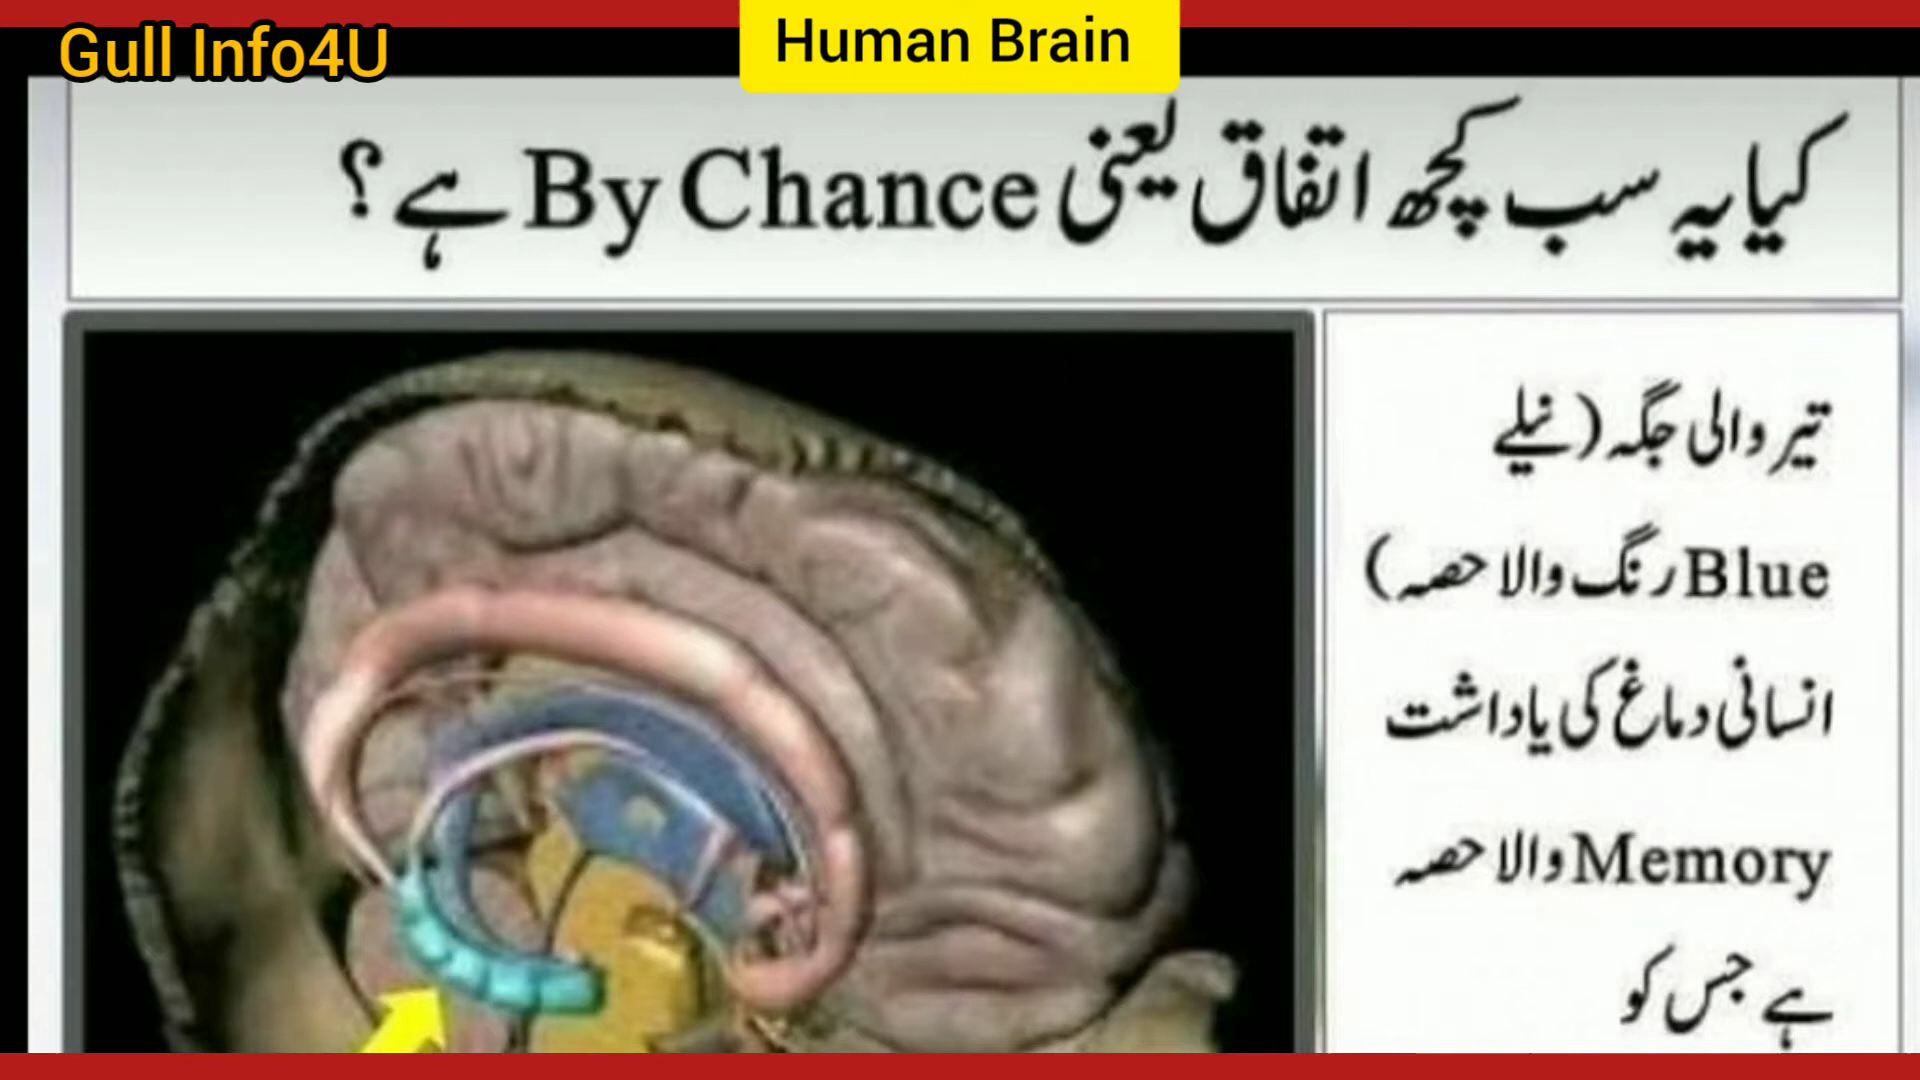 Human Brain
Gull Info4U
کیا یہ سب کچھ اتفاق یعنی By Chance ہے؟
تیر والی جگہ (نیلے
Blue رنگ والا حصہ)
انسانی دماغ کی یاداشت
Memory والا حصہ
ہے جس کو